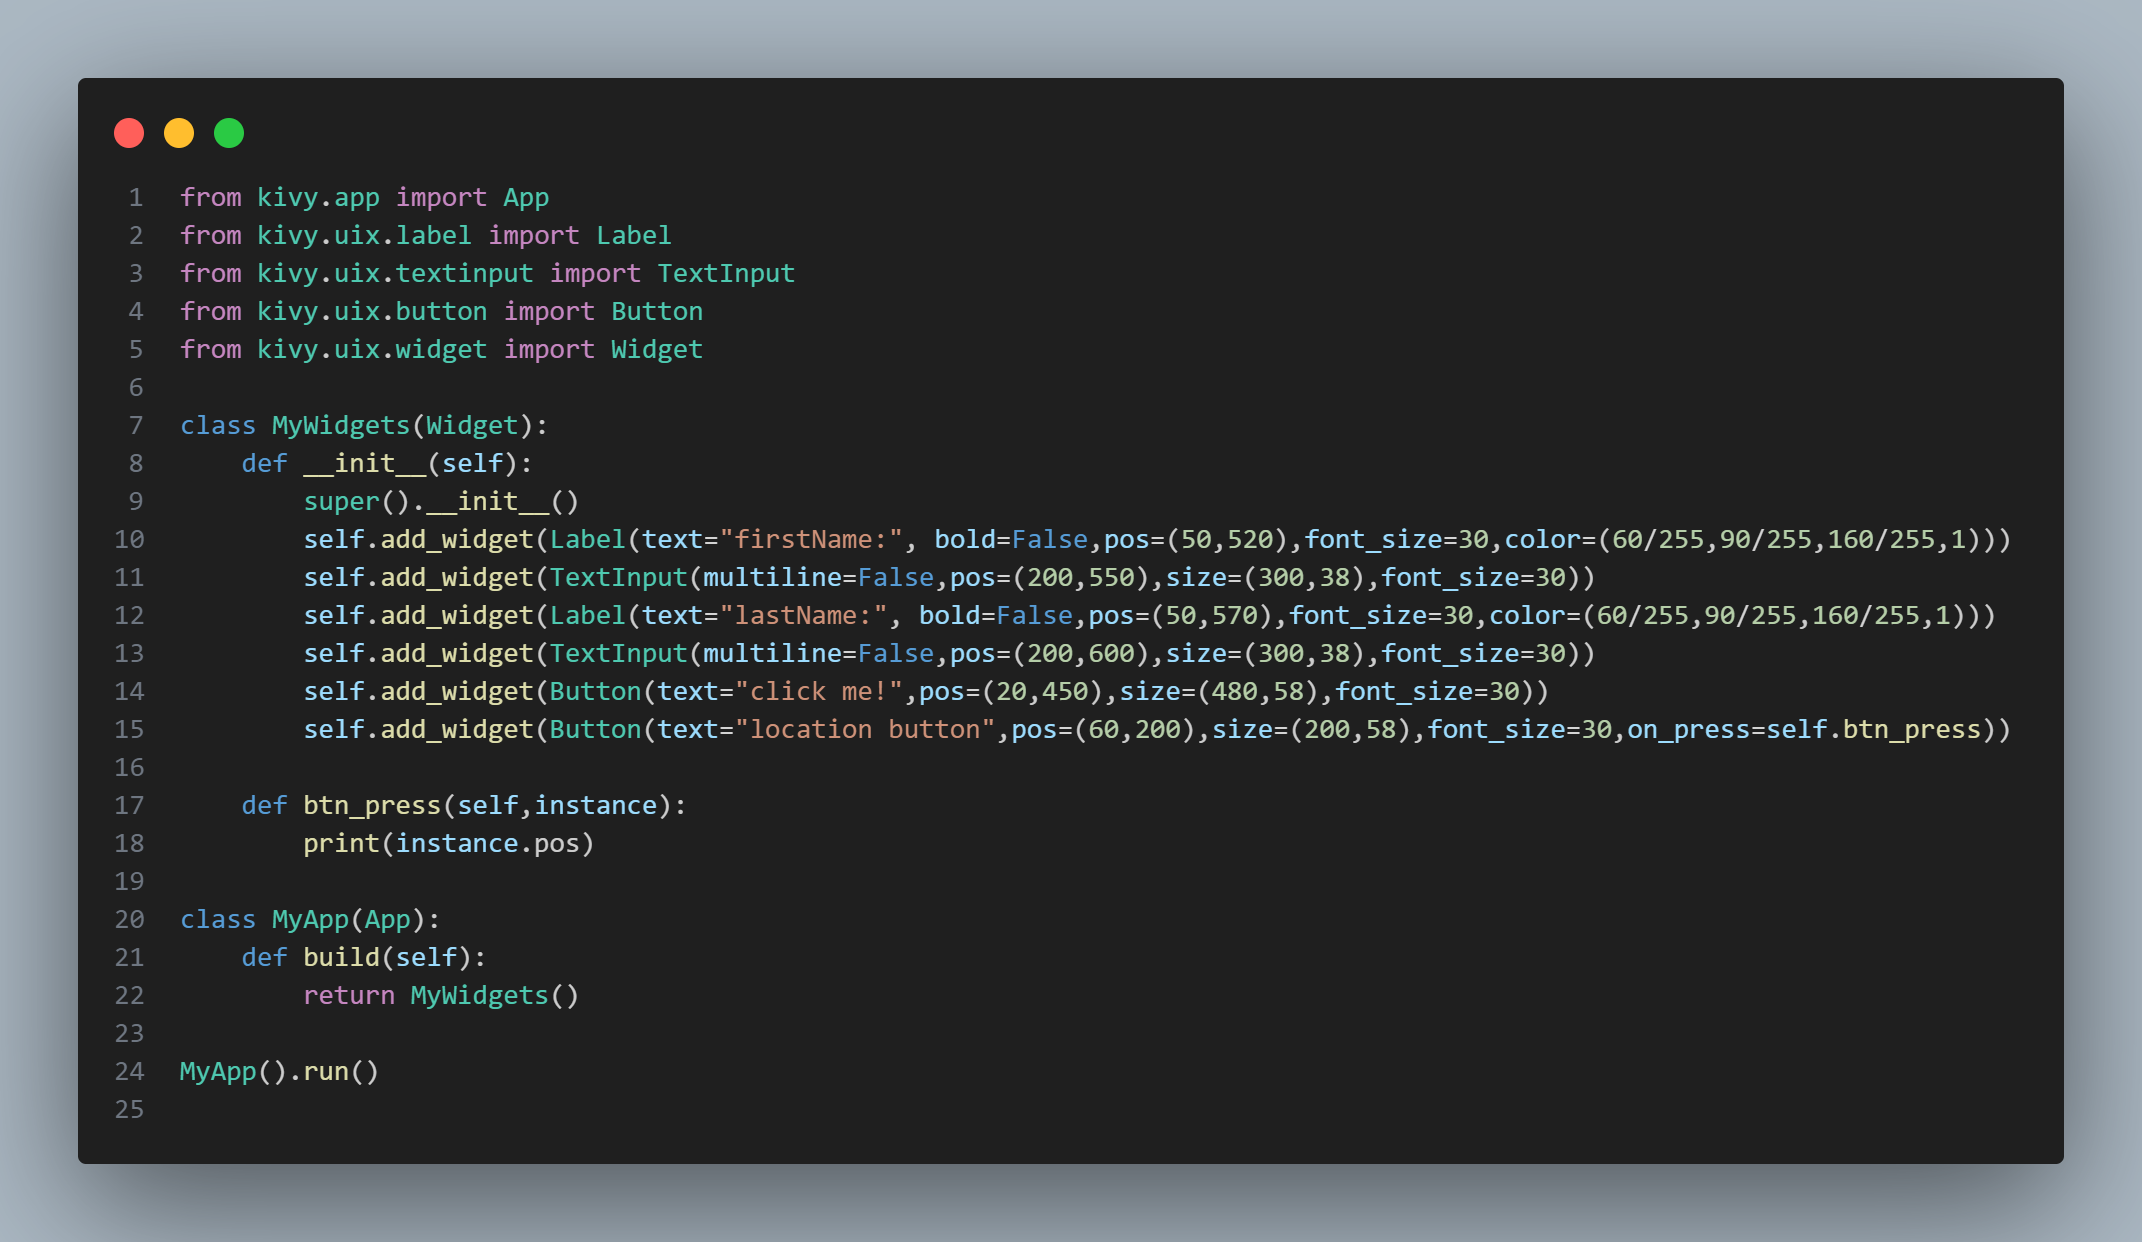 1 from kivy.app import App
2 from kivy.uix.label import Label
3 from kivy.uix.textinput import TextInput
4 from kivy.uix.button import Button
5 from kivy.uix.widget import Widget
6
7 class MyWidgets(Widget):
8     def __init__(self):
9         super().__init__()
10         self.add_widget(Label(text="firstName:", bold=False,pos=(50,520),font_size=30,color=(60/255,90/255,160/255,1)))
11         self.add_widget(TextInput(multiline=False,pos=(200,550),size=(300,38),font_size=30))
12         self.add_widget(Label(text="lastName:", bold=False,pos=(50,570),font_size=30,color=(60/255,90/255,160/255,1)))
13         self.add_widget(TextInput(multiline=False,pos=(200,600),size=(300,38),font_size=30))
14         self.add_widget(Button(text="click me!",pos=(20,450),size=(480,58),font_size=30))
15         self.add_widget(Button(text="location button",pos=(60,200),size=(200,58),font_size=30,on_press=self.btn_press))
16
17     def btn_press(self,instance):
18         print(instance.pos)
19
20 class MyApp(App):
21     def build(self):
22         return MyWidgets()
23
24 MyApp().run()
25